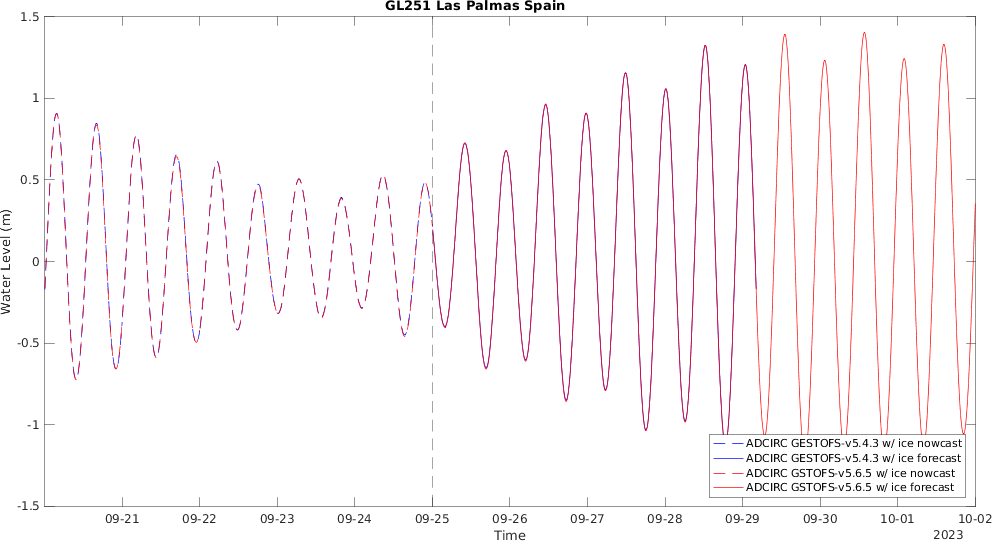 GL251 Las Palmas Spain
1.5
1
0.5
0
-0.5
-1
-1.5
Water Level (m)
ADCIRC GESTOFS-v5.4.3 w/ ice nowcast
ADCIRC GESTOFS-v5.4.3 w/ ice forecast
ADCIRC GSTOFS-v5.6.5 w/ ice nowcast
ADCIRC GSTOFS-v5.6.5 w/ ice forecast
09-21 09-22 09-23 09-24 09-25 09-26 09-27 09-28 09-29 09-30 10-01 10-02
Time
2023